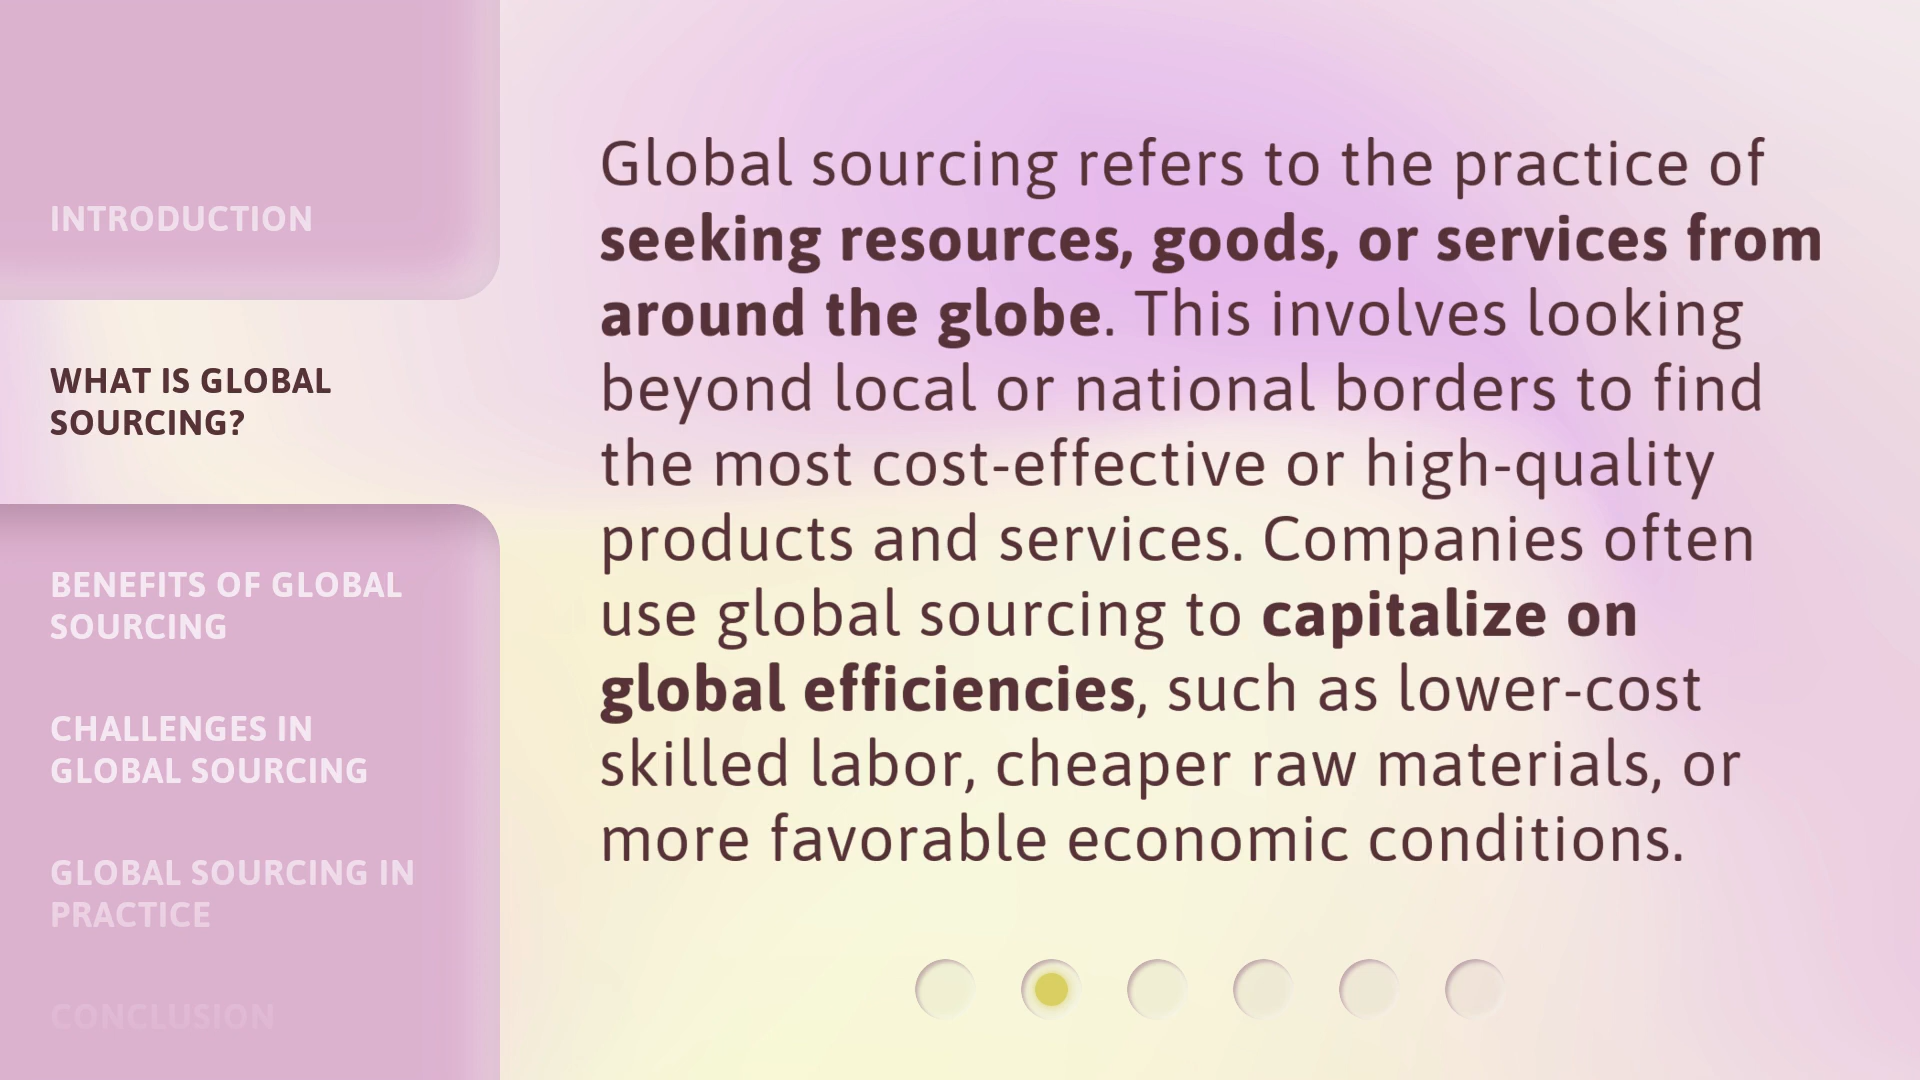 INTRODUCTION
WHAT IS GLOBAL
SOURCING?
BENEFITS OF GLOBAL
SOURCING
CHALLENGES IN
GLOBAL SOURCING
GLOBAL SOURCING IN
PRACTICE
CONCLUSION
Global sourcing refers to the practice of
seeking resources, goods, or services from
around the globe. This involves looking
beyond local or national borders to find
the most cost-effective or high-quality
products and services. Companies often
use global sourcing to capitalize on
global efficiencies, such as lower-cost
skilled labor, cheaper raw materials, or
more favorable economic conditions.